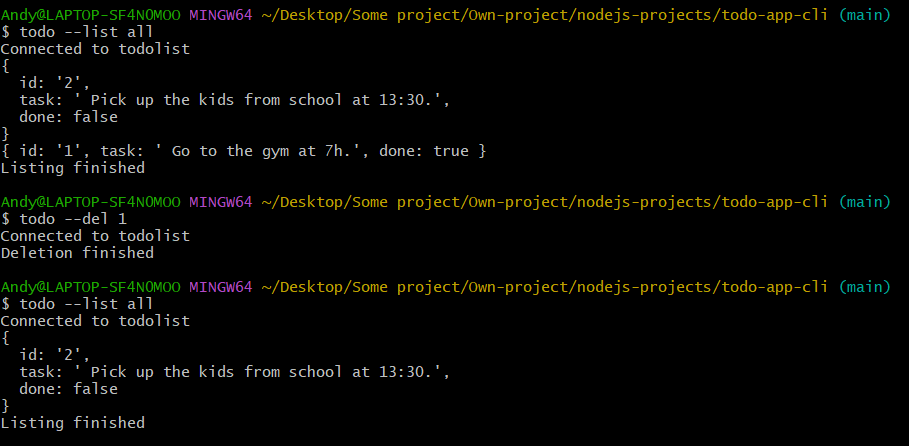 Andy@LAPTOP-SF4N0MOO MINGW64 ~/Desktop/Some project/Own-project/nodejs-projects/todo-app-cli (main)
$ todo --list all
Connected to todolist
{
  id: '2',
  task: ' Pick up the kids from school at 13:30.',
  done: false
}
{ id: '1', task: ' Go to the gym at 7h.', done: true }
Listing finished

Andy@LAPTOP-SF4N0MOO MINGW64 ~/Desktop/Some project/Own-project/nodejs-projects/todo-app-cli (main)
$ todo --del 1
Connected to todolist
Deletion finished

Andy@LAPTOP-SF4N0MOO MINGW64 ~/Desktop/Some project/Own-project/nodejs-projects/todo-app-cli (main)
$ todo --list all
Connected to todolist
{
  id: '2',
  task: ' Pick up the kids from school at 13:30.',
  done: false
}
Listing finished